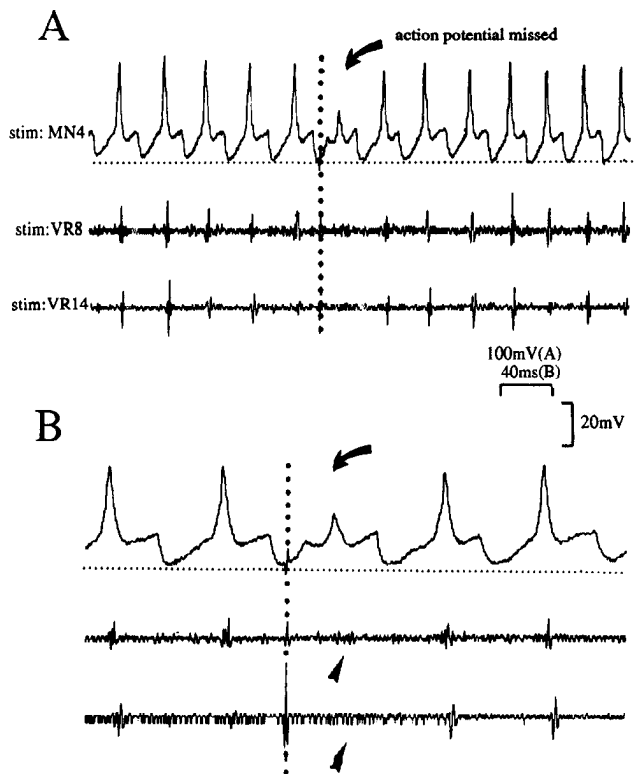 A
action potential missed
stim: MN4
stim:VR8
stim:VR14
100mV(A)
40ms(B)
20mV
B